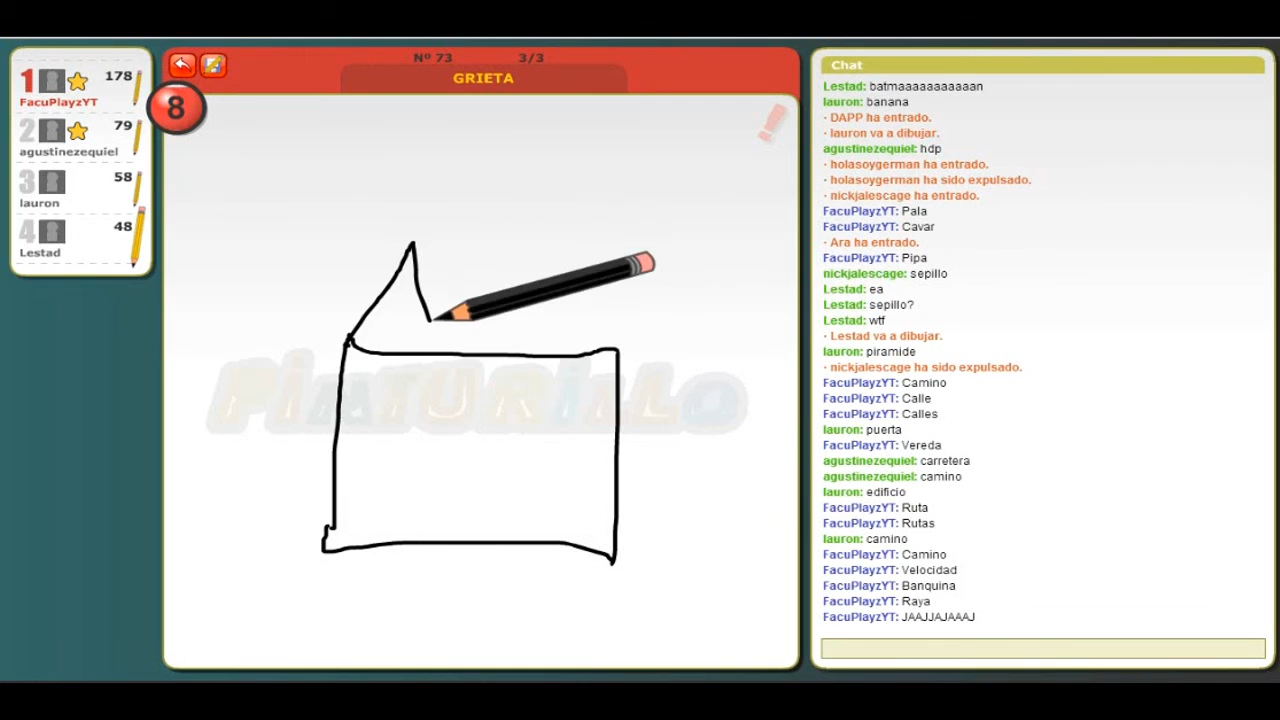 1 178
FacuPlayzYT
2 79
agustinezequiel
3 58
lauron
4 48
Lestad
Nº 73 3/3
GRIETA
8
!
PINTURILLO
Chat
Lestad: batmaaaaaaaaaaan
lauron: banana
· DAPP ha entrado.
· lauron va a dibujar.
agustinezequiel: hdp
· holasoygerman ha entrado.
· holasoygerman ha sido expulsado.
· nickjalescage ha entrado.
FacuPlayzYT: Pala
FacuPlayzYT: Cavar
· Ara ha entrado.
FacuPlayzYT: Pipa
nickjalescage: sepillo
Lestad: ea
Lestad: sepillo?
Lestad: wtf
· Lestad va a dibujar.
lauron: piramide
· nickjalescage ha sido expulsado.
FacuPlayzYT: Camino
FacuPlayzYT: Calle
FacuPlayzYT: Calles
lauron: puerta
FacuPlayzYT: Vereda
agustinezequiel: carretera
agustinezequiel: camino
lauron: edificio
FacuPlayzYT: Ruta
FacuPlayzYT: Rutas
lauron: camino
FacuPlayzYT: Camino
FacuPlayzYT: Velocidad
FacuPlayzYT: Banquina
FacuPlayzYT: Raya
FacuPlayzYT: JAAJJAJAAAJ